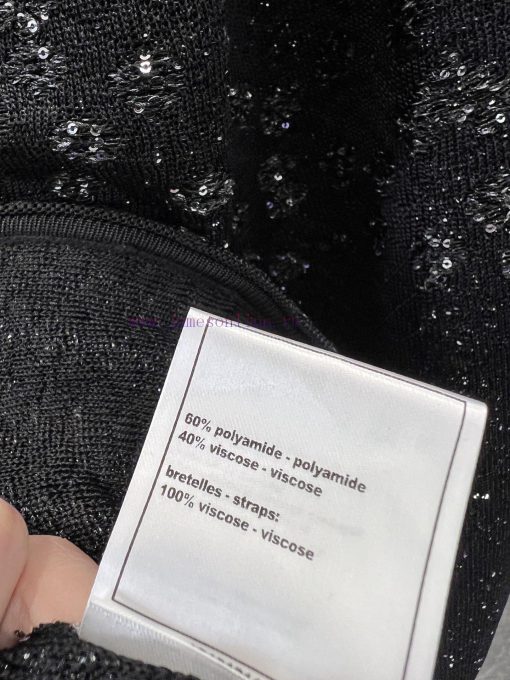 60% polyamide - polyamide
40% viscose - viscose
bretelles - straps:
100% viscose - viscose